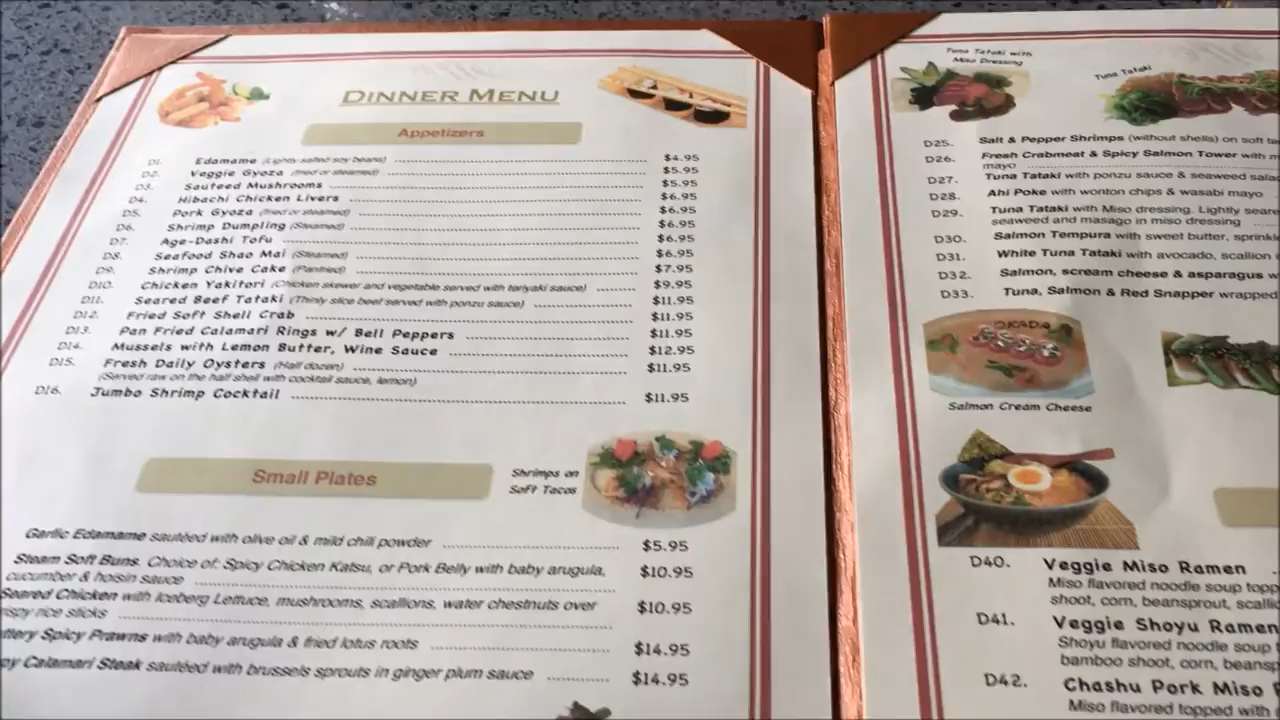 DINNER MENU
Appetizers
D1. Edamame (Lightly salted soy beans) $4.95
D2. Veggie Gyoza (fried or steamed) $5.95
D3. Sauteed Mushrooms $5.95
D4. Hibachi Chicken Livers $6.95
D5. Pork Gyoza (fried or steamed) $6.95
D6. Shrimp Dumpling (Steamed) $6.95
D7. Age-Dashi Tofu $6.95
D8. Seafood Shao Mai (Steamed) $6.95
D9. Shrimp Chive Cake (Panfried) $7.95
D10. Chicken Yakitori (Chicken skewer and vegetable served with teriyaki sauce) $9.95
D11. Seared Beef Tataki (Thinly slice beef served with ponzu sauce) $11.95
D12. Fried Soft Shell Crab $11.95
D13. Pan Fried Calamari Rings w/ Bell Peppers $11.95
D14. Mussels with Lemon Butter, Wine Sauce $12.95
D15. Fresh Daily Oysters (Half dozen) $11.95
(Served raw on the half shell with cocktail sauce, lemon)
D16. Jumbo Shrimp Cocktail $11.95
Small Plates
Shrimps on
Soft Tacos
Garlic Edamame sautéed with olive oil & mild chili powder $5.95
Steam Soft Buns. Choice of: Spicy Chicken Katsu, or Pork Belly with baby arugula, $10.95
cucumber & hoisin sauce
Seared Chicken with Iceberg Lettuce, mushrooms, scallions, water chestnuts over $10.95
rispy rice sticks
ttery Spicy Prawns with baby arugula & fried lotus roots $14.95
Calamari Steak sautéed with brussels sprouts in ginger plum sauce $14.95
Tuna Tataki with
Miso Dressing
Tuna Tataki
D25. Salt & Pepper Shrimps (without shells) on soft ta
D26. Fresh Crabmeat & Spicy Salmon Tower with m
mayo
D27. Tuna Tataki with ponzu sauce & seaweed salad
D28. Ahi Poke with wonton chips & wasabi mayo
D29. Tuna Tataki with Miso dressing. Lightly seare
seaweed and masago in miso dressing
D30. Salmon Tempura with sweet butter, sprinkle
D31. White Tuna Tataki with avocado, scallion
D32. Salmon, scream cheese & asparagus w
D33. Tuna, Salmon & Red Snapper wrapped
OKADA
Salmon Cream Cheese
D40. Veggie Miso Ramen
Miso flavored noodle soup topp
shoot, corn, beansprout, scalli
D41. Veggie Shoyu Ramen
Shoyu flavored noodle soup
bamboo shoot, corn, beansp
D42. Chashu Pork Miso
Miso flavored topped with